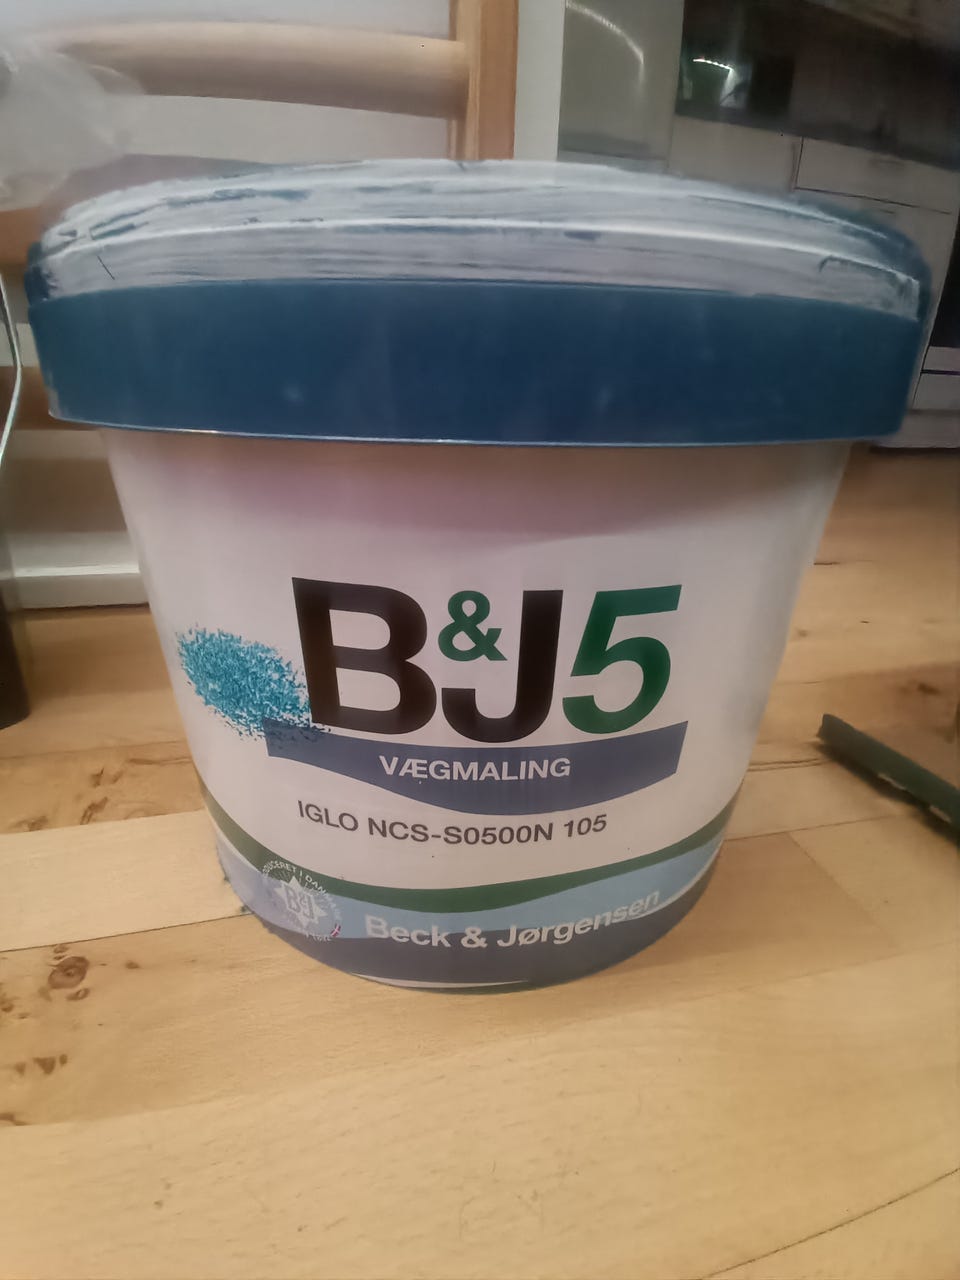 B&J5
VÆGMALING
IGLO NCS-S0500N 105
B&J
Beck & Jørgensen